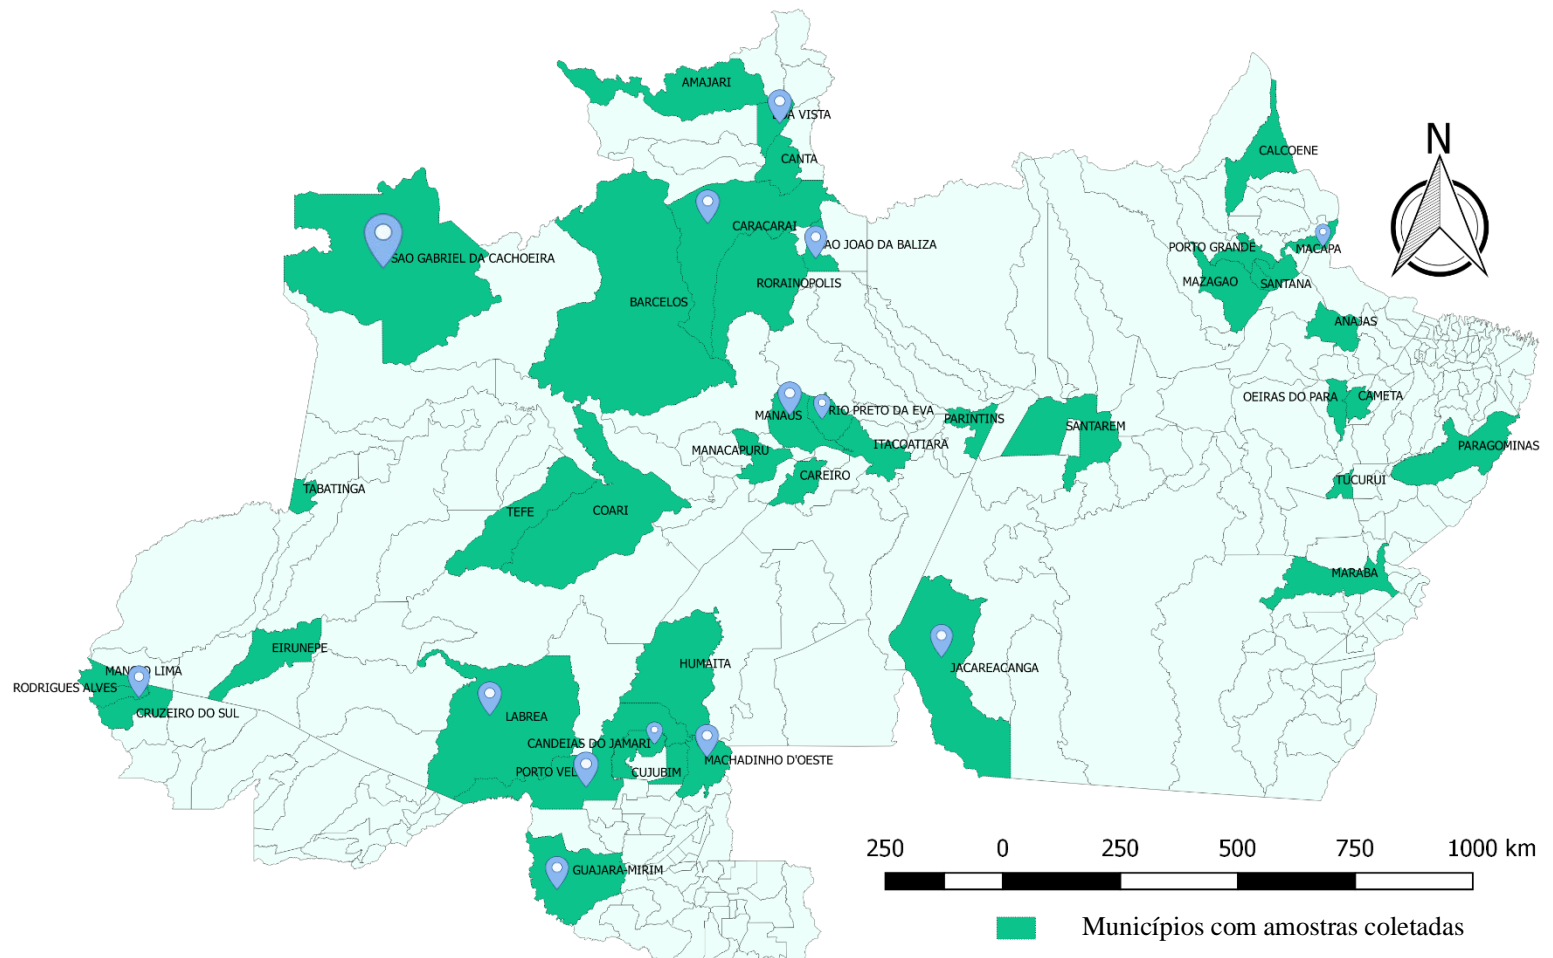 AMAJARI
VISTA
CANTA
N
CALCOENE
CARACARAI
AO JOAO DA BALIZA
SAO GABRIEL DA CACHOEIRA
PORTO GRANDE
MACAPA
MAZAGAO
SANTANA
RORAINOPOLIS
BARCELOS
ANAJAS
OEIRAS DO PARA
CAMETA
MANAUS
RIO PRETO DA EVA
PARINTINS
SANTAREM
ITACOATIARA
MANACAPURU
PARAGOMINAS
CAREIRO
TUCURUI
TABATINGA
TEFE
COARI
MARABA
EIRUNEPE
HUMAITA
JACAREACANGA
LIMA
RODRIGUES ALVES
CRUZEIRO DO SUL
LABREA
CANDEIAS DO JAMARI
MACHADINHO D'OESTE
PORTO VEL
CUJUBIM
GUAJARA-MIRIM
250 0 250 500 750 1000 km
Municípios com amostras coletadas